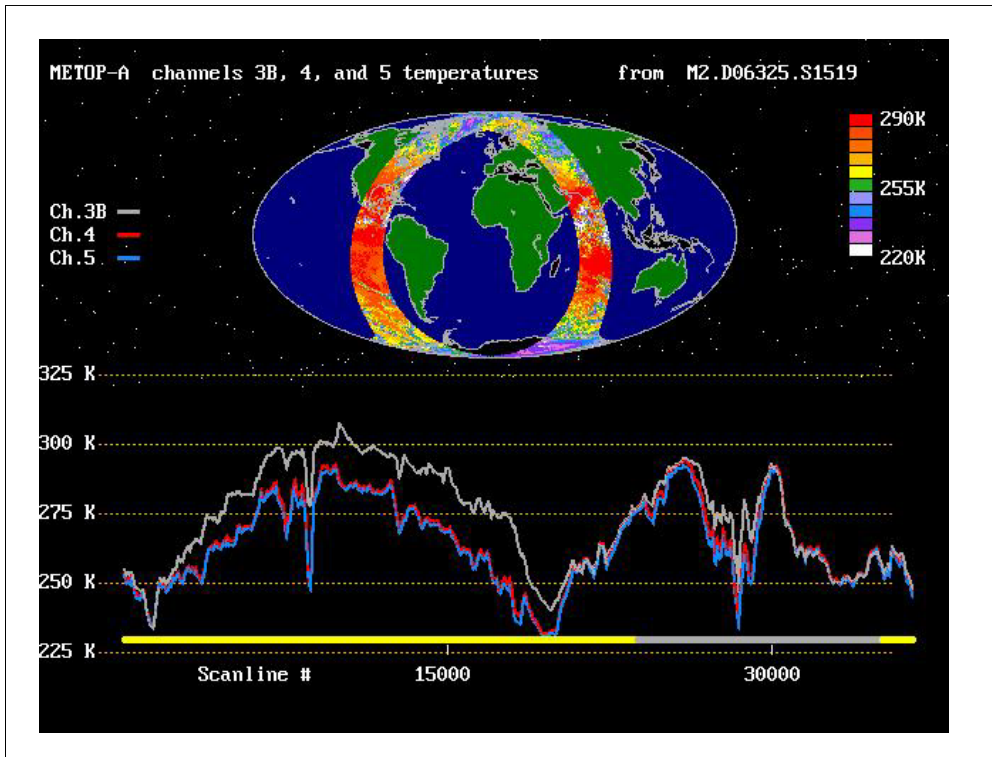 METOP-A channels 3B, 4, and 5 temperatures from M2.D06325.S1519
290K
Ch.3B
255K
Ch.4
Ch.5
220K
325 K
300 K
275 K
250 K
225 K
Scanline # 15000 30000